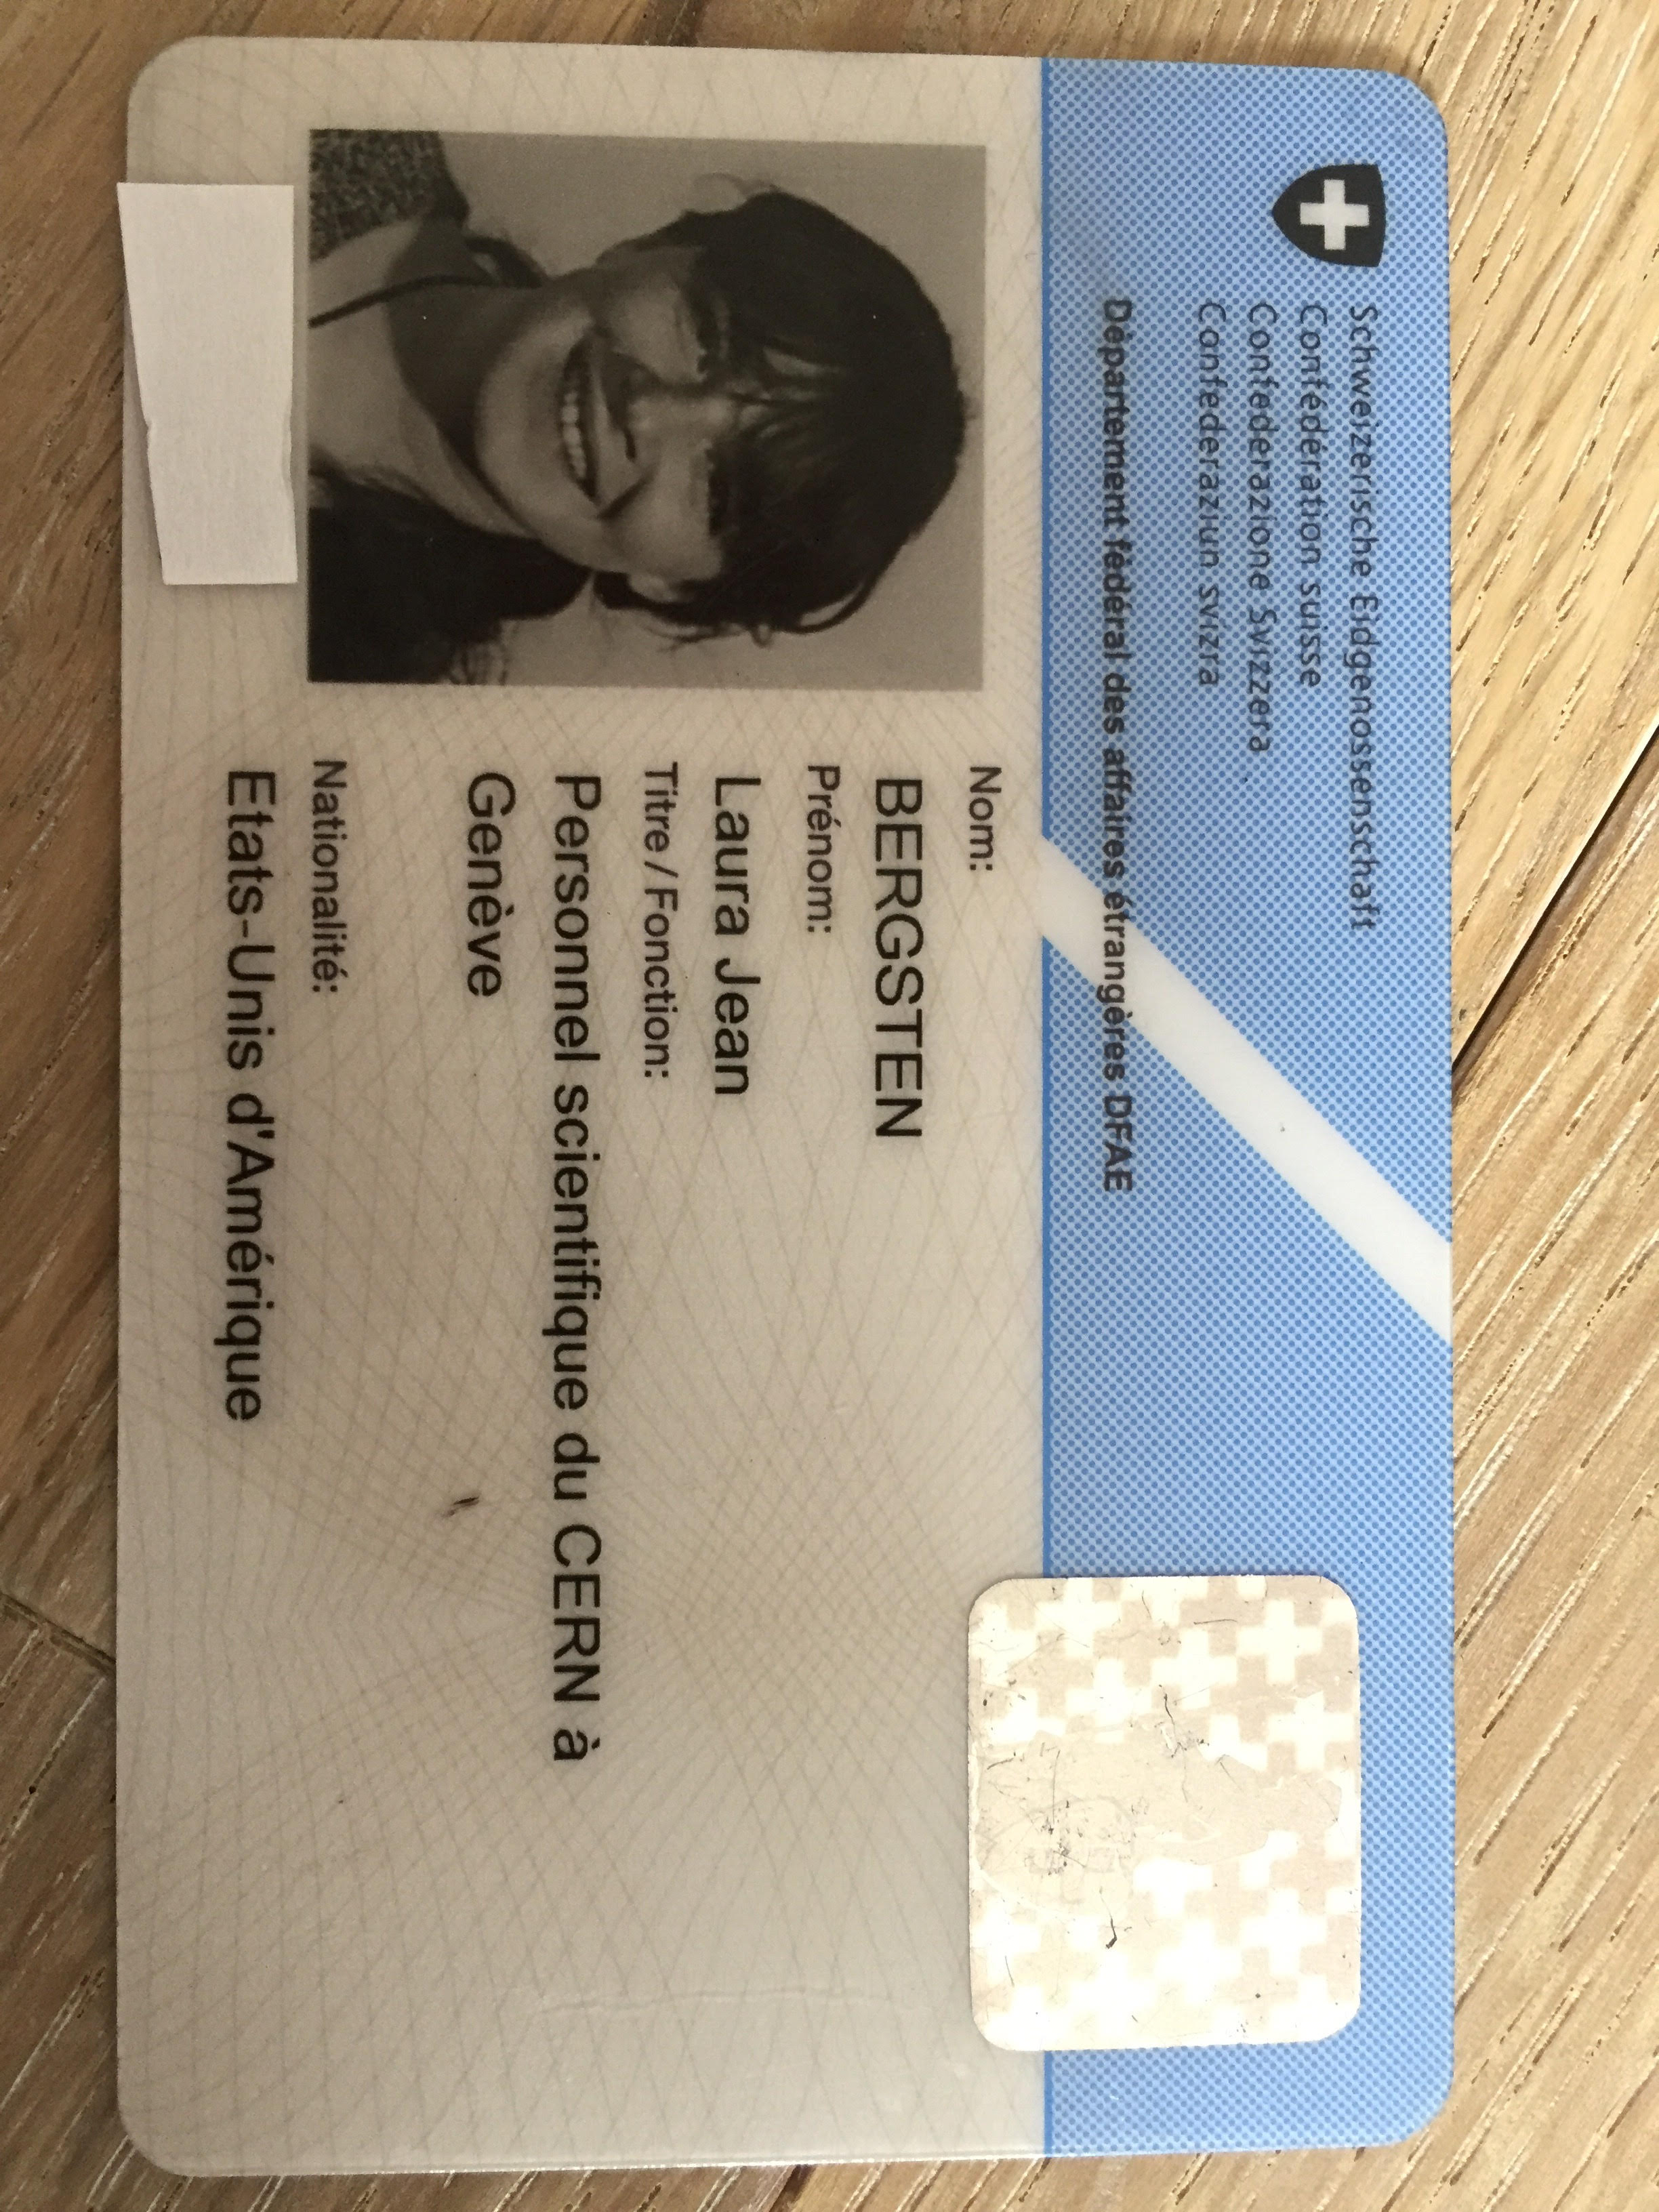 Schweizerische Eidgenossenschaft
Confédération suisse
Confederazione Svizzera
Confederaziun svizra
Departement fédéral des affaires étrangères DFAE
Nom:
BERGSTEN
Prénom:
Laura Jean
Titre / Fonction:
Personnel scientifique du CERN à
Genève
Nationalité:
Etats-Unis d'Amérique